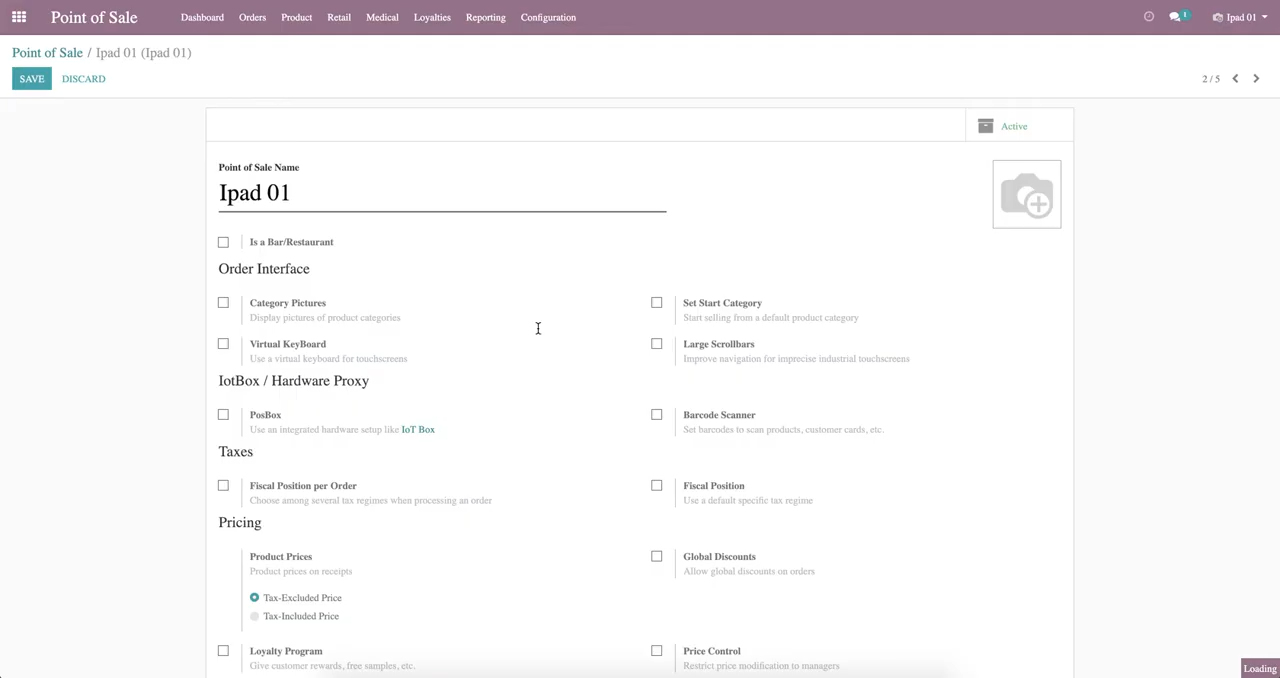 Point of Sale Dashboard Orders Product Retail Medical Loyalties Reporting Configuration 1 Ipad 01
Point of Sale / Ipad 01 (Ipad 01)
SAVE DISCARD 2 / 5
Active
Point of Sale Name
Ipad 01
Is a Bar/Restaurant
Order Interface
Category Pictures
Display pictures of product categories
Set Start Category
Start selling from a default product category
Virtual KeyBoard
Use a virtual keyboard for touchscreens
Large Scrollbars
Improve navigation for imprecise industrial touchscreens
IotBox / Hardware Proxy
PosBox
Use an integrated hardware setup like IoT Box
Barcode Scanner
Set barcodes to scan products, customer cards, etc.
Taxes
Fiscal Position per Order
Choose among several tax regimes when processing an order
Fiscal Position
Use a default specific tax regime
Pricing
Product Prices
Product prices on receipts
Tax-Excluded Price
Tax-Included Price
Global Discounts
Allow global discounts on orders
Loyalty Program
Give customer rewards, free samples, etc.
Price Control
Restrict price modification to managers
Loading